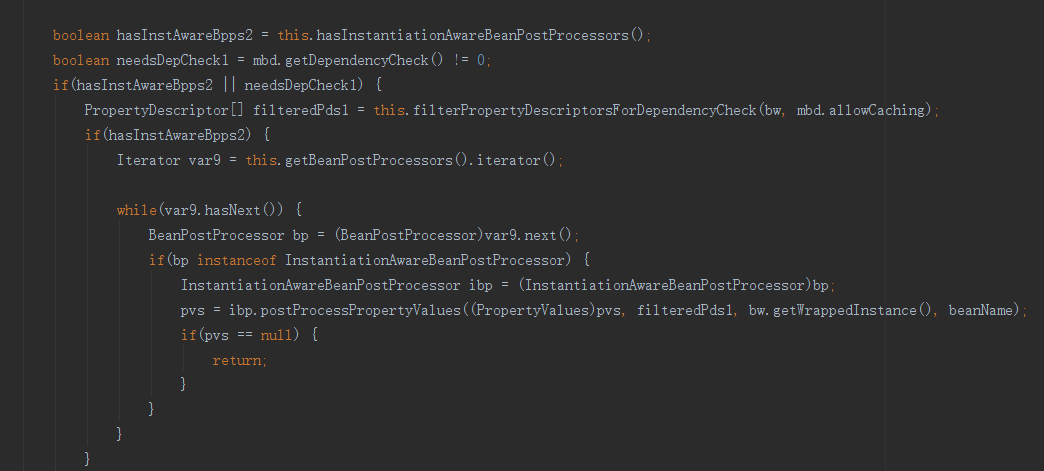 boolean hasInstAwareBpps2 = this.hasInstantiationAwareBeanPostProcessors();
boolean needsDepCheck1 = mbd.getDependencyCheck() != 0;
if(hasInstAwareBpps2 || needsDepCheck1) {
PropertyDescriptor[] filteredPds1 = this.filterPropertyDescriptorsForDependencyCheck(bw, mbd.allowCaching);
if(hasInstAwareBpps2) {
Iterator var9 = this.getBeanPostProcessors().iterator();
while(var9.hasNext()) {
BeanPostProcessor bp = (BeanPostProcessor)var9.next();
if(bp instanceof InstantiationAwareBeanPostProcessor) {
InstantiationAwareBeanPostProcessor ibp = (InstantiationAwareBeanPostProcessor)bp;
pvs = ibp.postProcessPropertyValues((PropertyValues)pvs, filteredPds1, bw.getWrappedInstance(), beanName);
if(pvs == null) {
return;
}
}
}
}